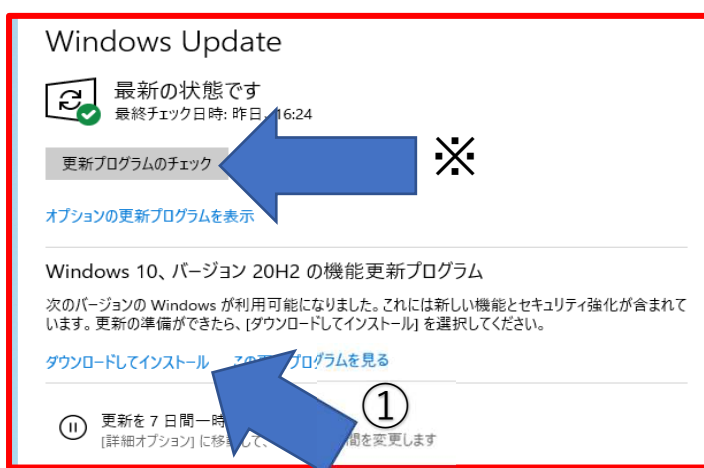 Windows Update
最新の状態です
最終チェック日時: 昨日、16:24
更新プログラムのチェック
※
オプションの更新プログラムを表示
Windows 10、バージョン 20H2 の機能更新プログラム
次のバージョンの Windows が利用可能になりました。これには新しい機能とセキュリティ強化が含まれて
います。更新の準備ができたら、[ダウンロードしてインストール] を選択してください。
ダウンロードしてインストール この更 プログラムを見る
①
更新を 7 日間一時
[詳細オプション] に移 して、 間を変更します